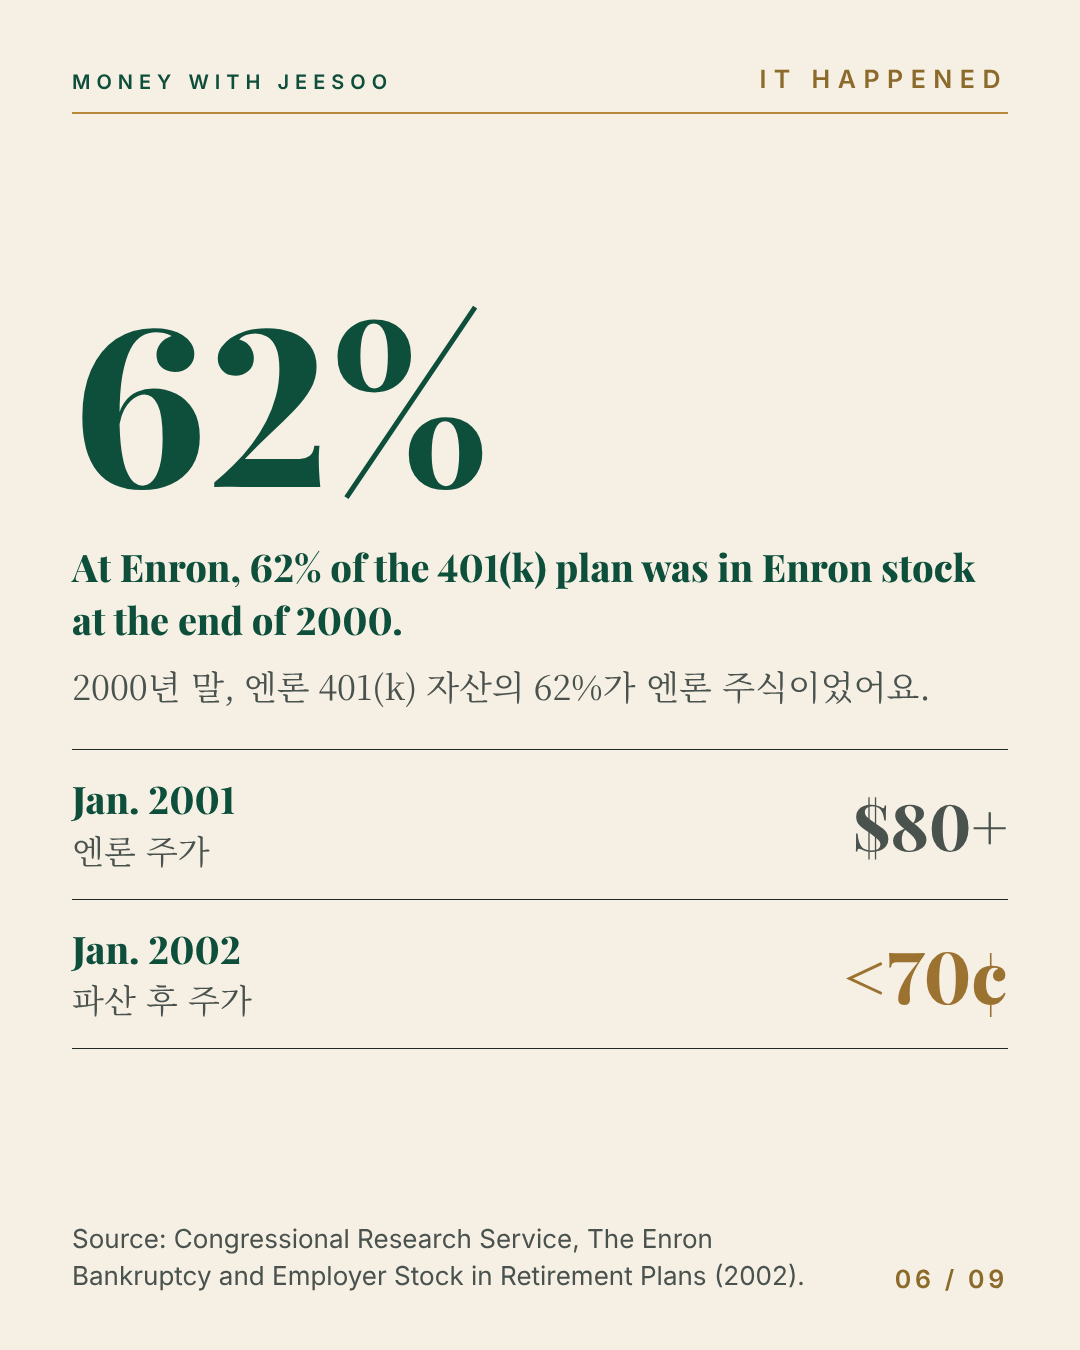 MONEY WITH JEESOO
IT HAPPENED
62%
At Enron, 62% of the 401(k) plan was in Enron stock
at the end of 2000.
2000년 말, 엔론 401(k) 자산의 62%가 엔론 주식이었어요.
Jan. 2001
엔론 주가
$80+
Jan. 2002
파산 후 주가
<70¢
Source: Congressional Research Service, The Enron
Bankruptcy and Employer Stock in Retirement Plans (2002).
06 / 09